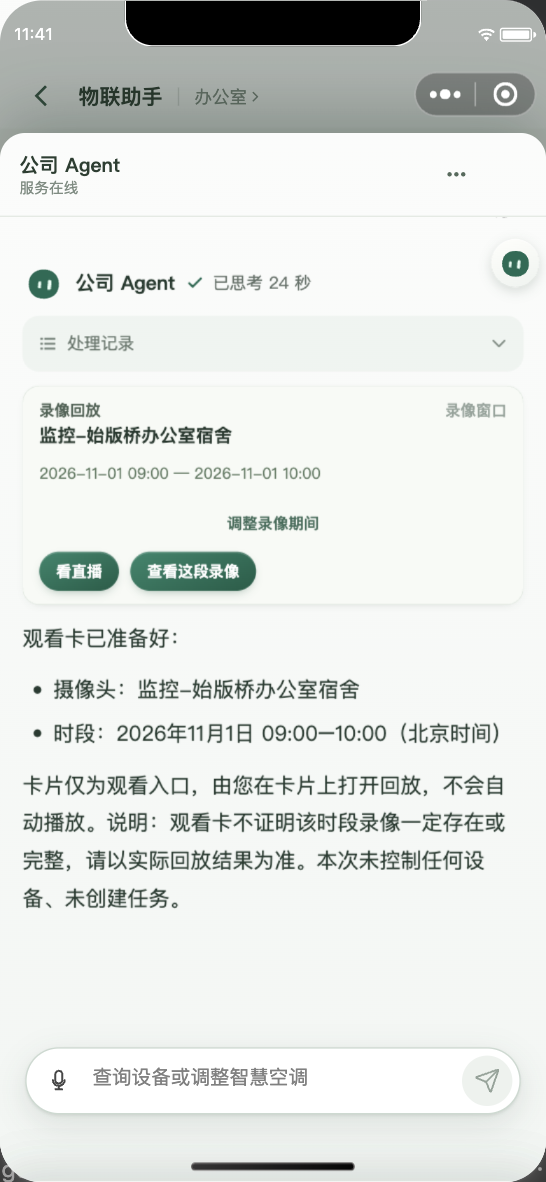 11:41
物联助手
办公室
公司 Agent
服务在线
公司 Agent 已思考 24 秒
处理记录
录像回放 录像窗口
监控-始版桥办公室宿舍
2026-11-01 09:00 — 2026-11-01 10:00
调整录像期间
看直播 查看这段录像
观看卡已准备好：
• 摄像头：监控-始版桥办公室宿舍
• 时段：2026年11月1日 09:00—10:00（北京时间）
卡片仅为观看入口，由您在卡片上打开回放，不会自
动播放。说明：观看卡不证明该时段录像一定存在或
完整，请以实际回放结果为准。本次未控制任何设
备、未创建任务。
查询设备或调整智慧空调